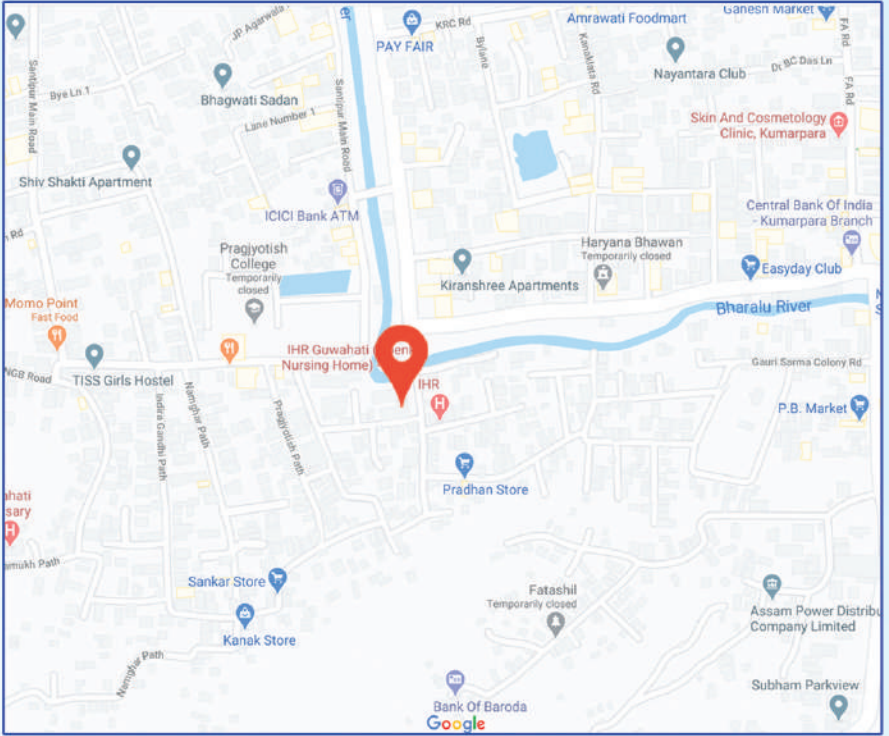 Ganesh Market
Amrawati Foodmart
KRC Rd
JP Agarwala
er
PAY FAIR
Bylane
Kanaklata Rd
FA Rd
Santipur Main Road
Nayantara Club
Dr BC Das Ln
Bye Ln 1
Bhagwati Sadan
Santipur Main Road
FA Rd
Lane Number 1
Skin And Cosmetology
Clinic, Kumarpara
Shiv Shakti Apartment
ICICI Bank ATM
Central Bank Of India
- Kumarpara Branch
Rd
Pragjyotish
College
Temporarily
closed
Haryana Bhawan
Temporarily closed
Easyday Club
Kiranshree Apartments
Momo Point
Fast Food
Bharalu River
IHR Guwahati
Nursing Home)
Gauri Sarma Colony Rd
NGB Road
TISS Girls Hostel
IHR
H
P.B. Market
Namghar Path
Indira Gandhi Path
Pragjyotish Path
Pradhan Store
ahati
sary
H
amukh Path
Sankar Store
Fatashil
Temporarily closed
Assam Power Distribu
Company Limited
Kanak Store
Namghar Path
Subham Parkview
Bank Of Baroda
Google